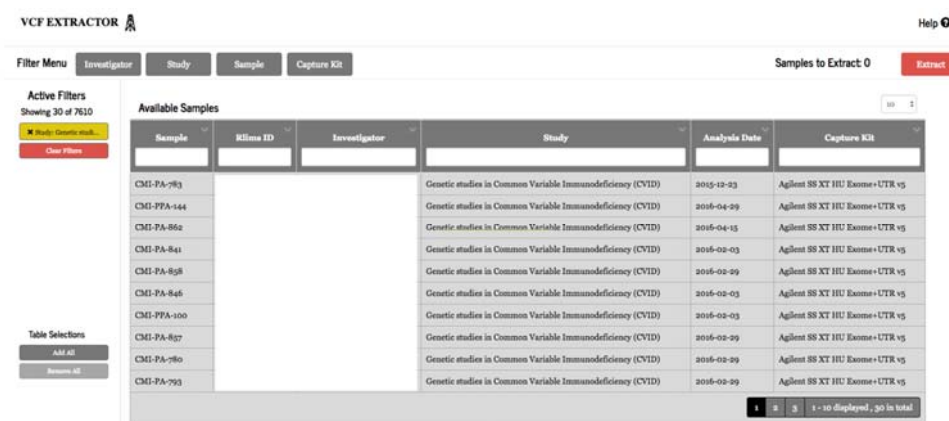 VCF EXTRACTOR
Help
Filter Menu Investigator Study Sample Capture Kit Samples to Extract: 0 Extract
Active Filters
Showing 30 of 7610
Study: Genetic studi...
Clear Filters
Available Samples 10
Sample Rlims ID Investigator Study Analysis Date Capture Kit
CMI-PA-783 Genetic studies in Common Variable Immunodeficiency (CVID) 2015-12-23 Agilent SS XT HU Exome+UTR v5
CMI-PPA-144 Genetic studies in Common Variable Immunodeficiency (CVID) 2016-04-29 Agilent SS XT HU Exome+UTR v5
CMI-PA-862 Genetic studies in Common Variable Immunodeficiency (CVID) 2016-04-15 Agilent SS XT HU Exome+UTR v5
CMI-PA-841 Genetic studies in Common Variable Immunodeficiency (CVID) 2016-02-03 Agilent SS XT HU Exome+UTR v5
CMI-PA-858 Genetic studies in Common Variable Immunodeficiency (CVID) 2016-02-29 Agilent SS XT HU Exome+UTR v5
CMI-PA-846 Genetic studies in Common Variable Immunodeficiency (CVID) 2016-02-03 Agilent SS XT HU Exome+UTR v5
CMI-PPA-100 Genetic studies in Common Variable Immunodeficiency (CVID) 2016-02-03 Agilent SS XT HU Exome+UTR v5
CMI-PA-857 Genetic studies in Common Variable Immunodeficiency (CVID) 2016-02-29 Agilent SS XT HU Exome+UTR v5
CMI-PA-780 Genetic studies in Common Variable Immunodeficiency (CVID) 2016-02-29 Agilent SS XT HU Exome+UTR v5
CMI-PA-793 Genetic studies in Common Variable Immunodeficiency (CVID) 2016-02-29 Agilent SS XT HU Exome+UTR v5
Table Selections
Add All
Remove All
1 2 3 1 - 10 displayed , 30 in total